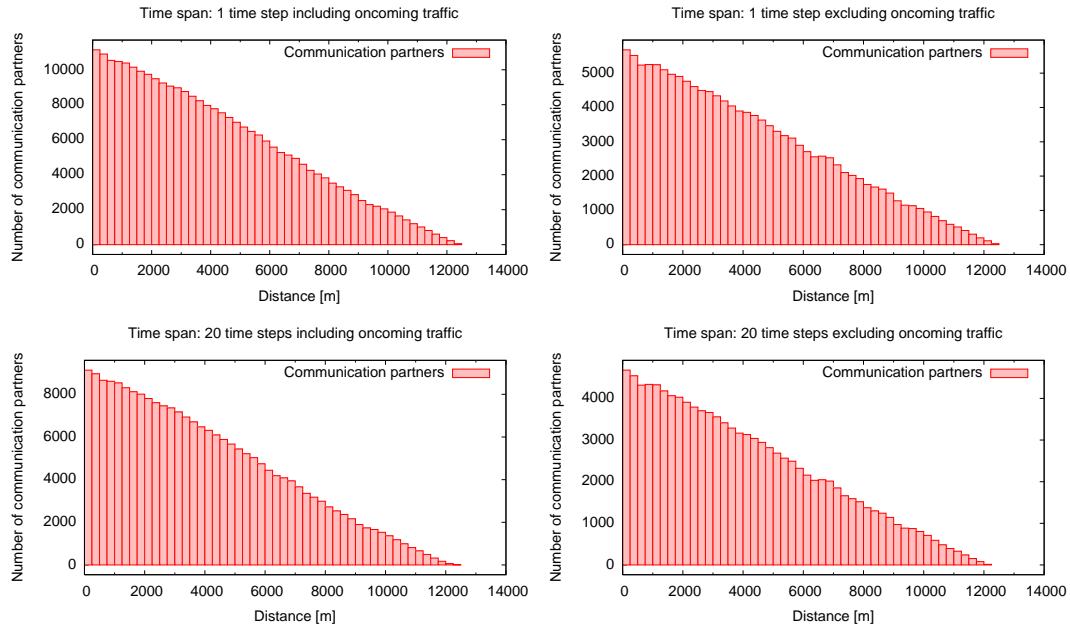 Time span: 1 time step including oncoming traffic
Number of communication partners
Communication partners
10000
8000
6000
4000
2000
0
0 2000 4000 6000 8000 10000 12000 14000
Distance [m]
Time span: 1 time step excluding oncoming traffic
Number of communication partners
Communication partners
5000
4000
3000
2000
1000
0
0 2000 4000 6000 8000 10000 12000 14000
Distance [m]
Time span: 20 time steps including oncoming traffic
Number of communication partners
Communication partners
8000
6000
4000
2000
0
0 2000 4000 6000 8000 10000 12000 14000
Distance [m]
Time span: 20 time steps excluding oncoming traffic
Number of communication partners
Communication partners
4000
3000
2000
1000
0
0 2000 4000 6000 8000 10000 12000 14000
Distance [m]